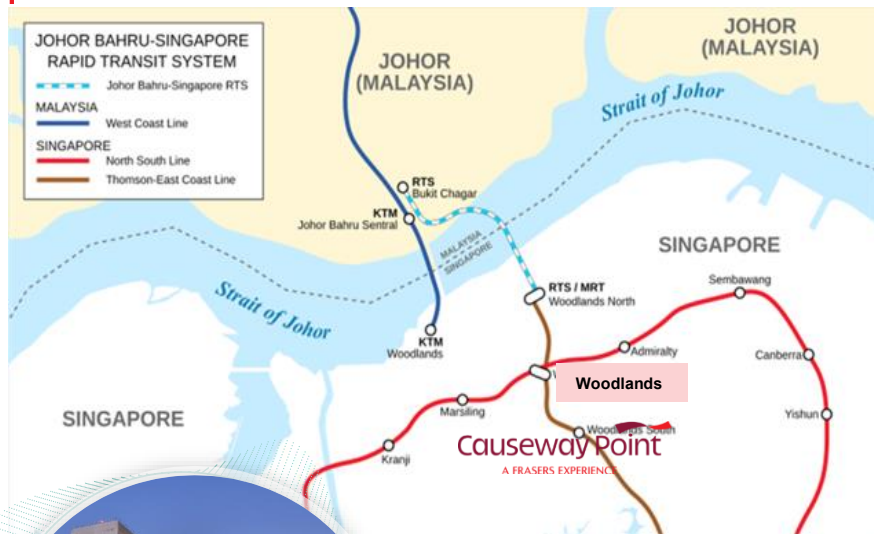 JOHOR BAHRU-SINGAPORE
RAPID TRANSIT SYSTEM
Johor Bahru-Singapore RTS
MALAYSIA
West Coast Line
SINGAPORE
North South Line
Thomson-East Coast Line
JOHOR
(MALAYSIA)
JOHOR
(MALAYSIA)
Strait of Johor
RTS
Bukit Chagar
KTM
Johor Bahru Sentral
MALAYSIA
SINGAPORE
SINGAPORE
Sembawang
RTS / MRT
Woodlands North
Strait of Johor
KTM
Woodlands
Admiralty
Canberra
Woodlands
Marsiling
Yishun
SINGAPORE
Woodlands South
Causeway Point
A FRASERS EXPERIENCE
Kranji